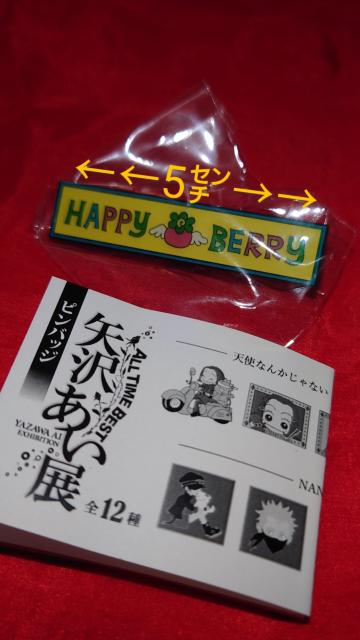 ←←5センチ→→
HAPPY BERRY
ピンバッジ
ALL TIME BEST
矢沢あい展
YAZAWA AI
EXHIBITION
全12種
天使なんかじゃない
NAN